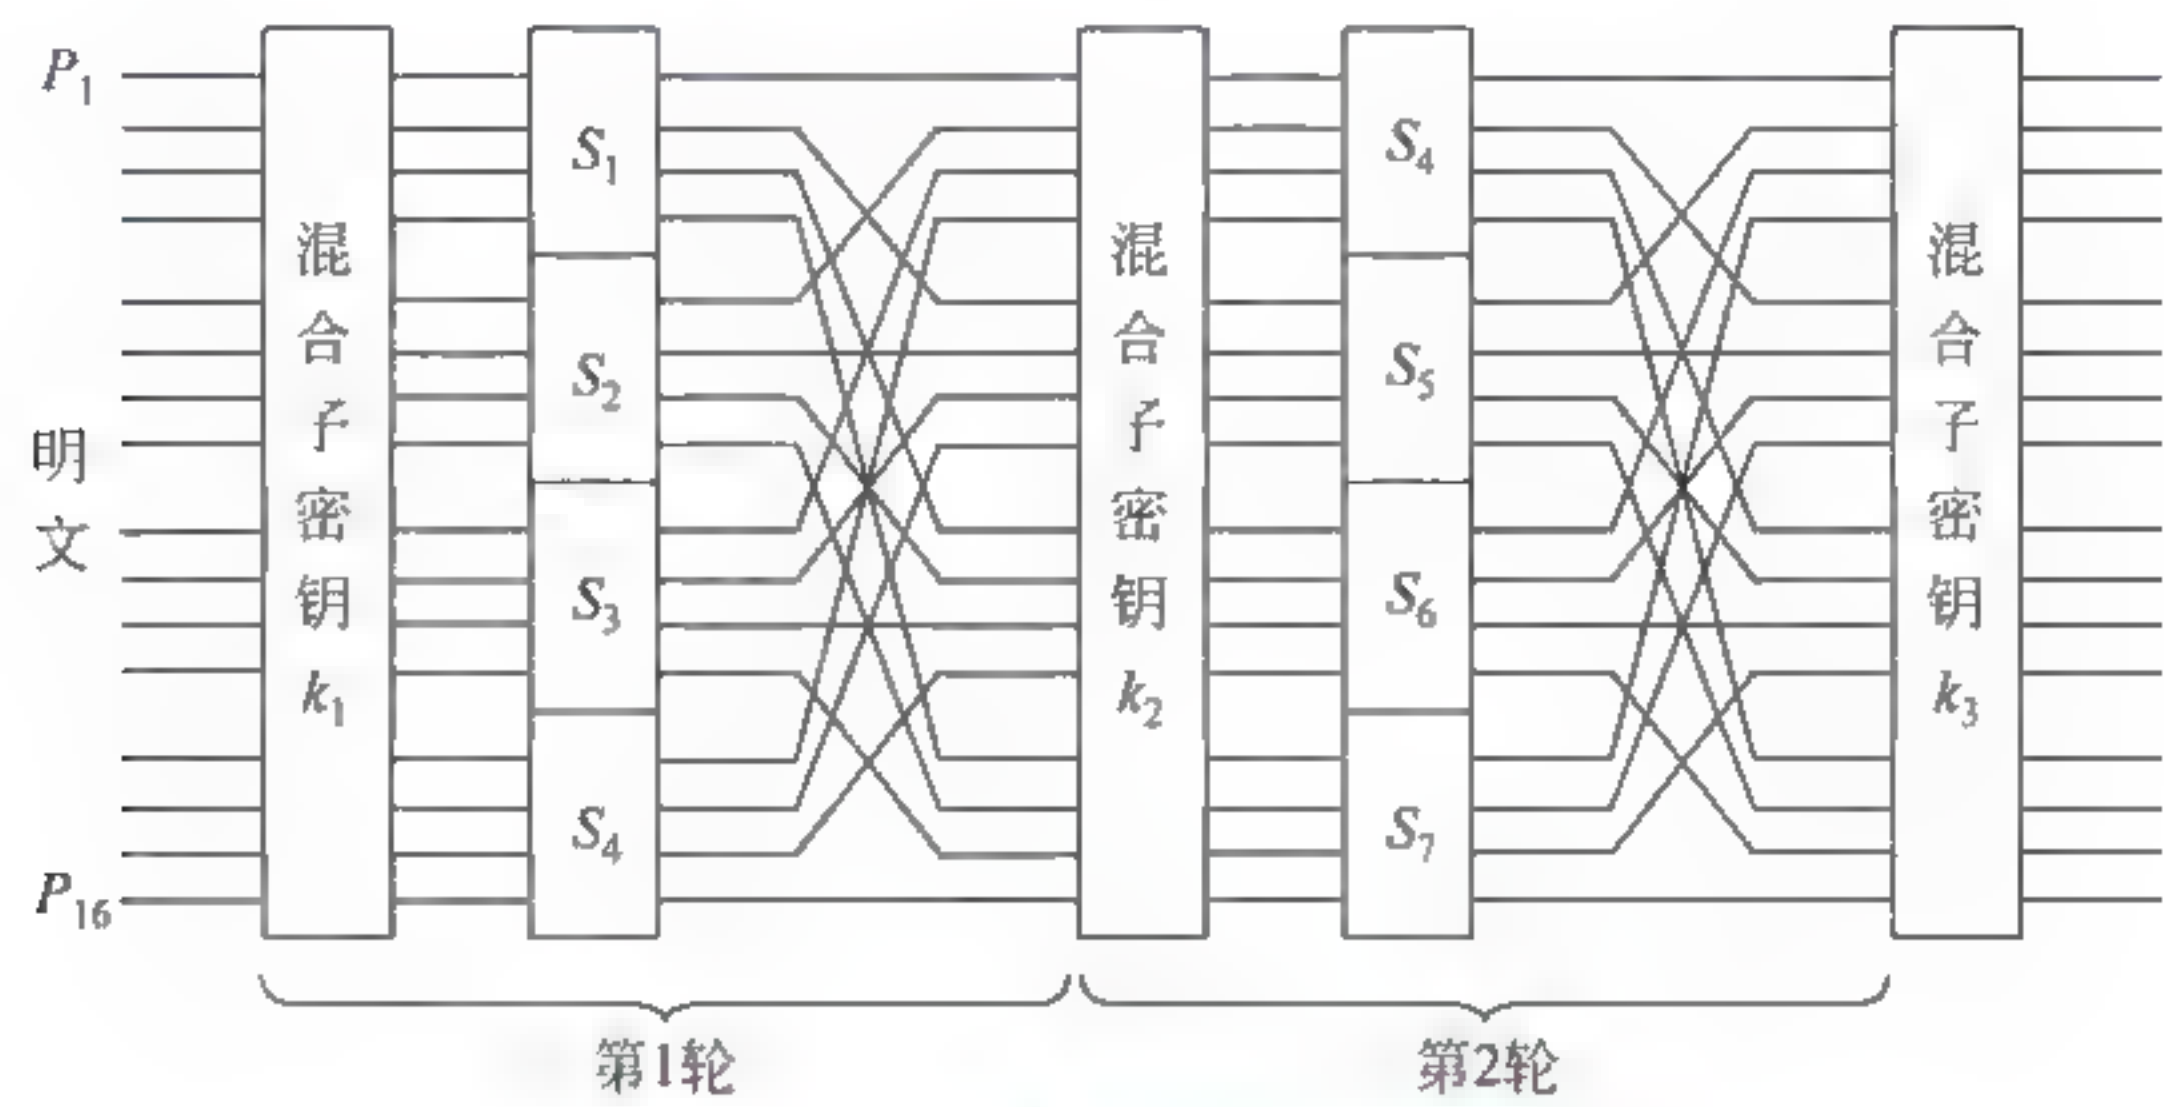 P1
明
文
P16
混
合
子
密
钥
k1
S1
S2
S3
S4
混
合
子
密
钥
k2
S4
S5
S6
S7
混
合
子
密
钥
k3
第1轮
第2轮